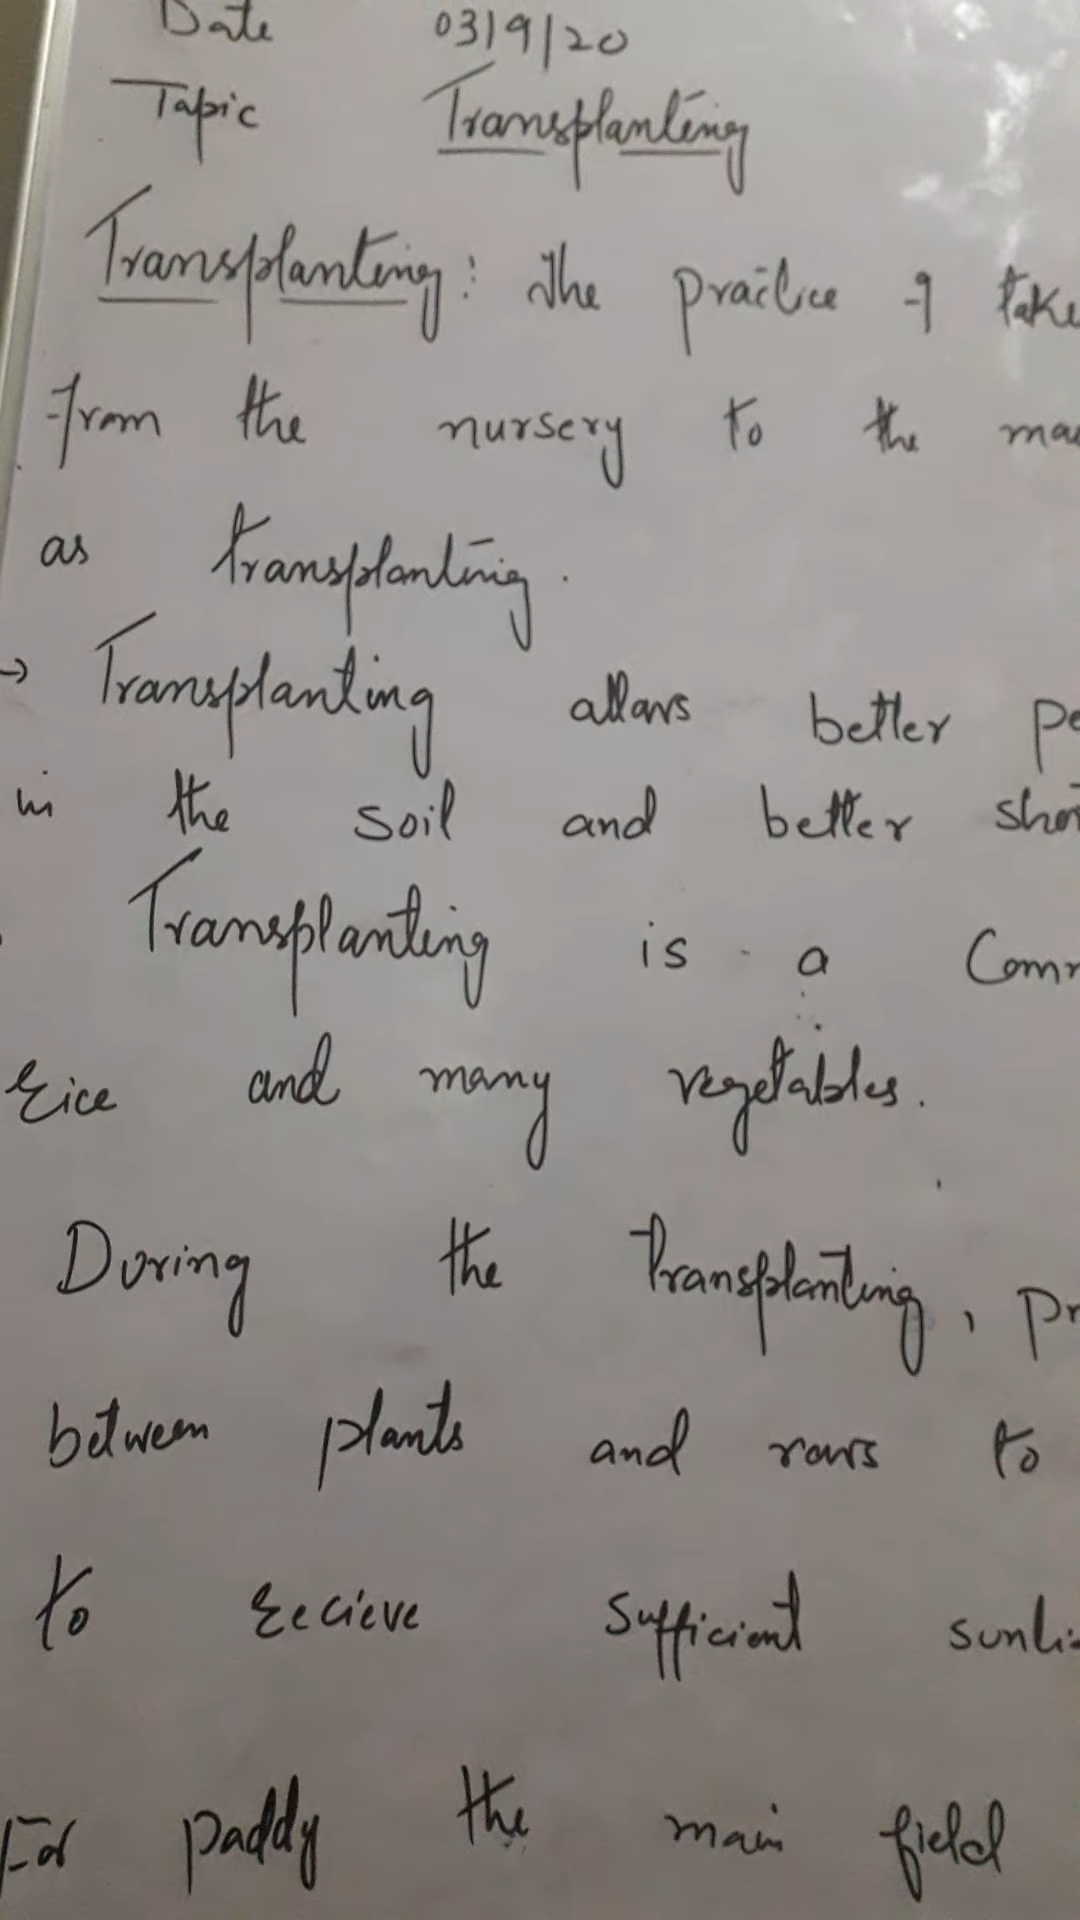 Date 03/9/20
Topic Transplanting
Transplanting: The practice of take
from the nursery to the ma
as transplanting.
→ Transplanting allows better pe
in the soil and better shoo
Transplanting is a Comm
rice and many vegetables.
During the transplanting, pr
between plants and rows to
to recieve sufficient sunli
For paddy the main field